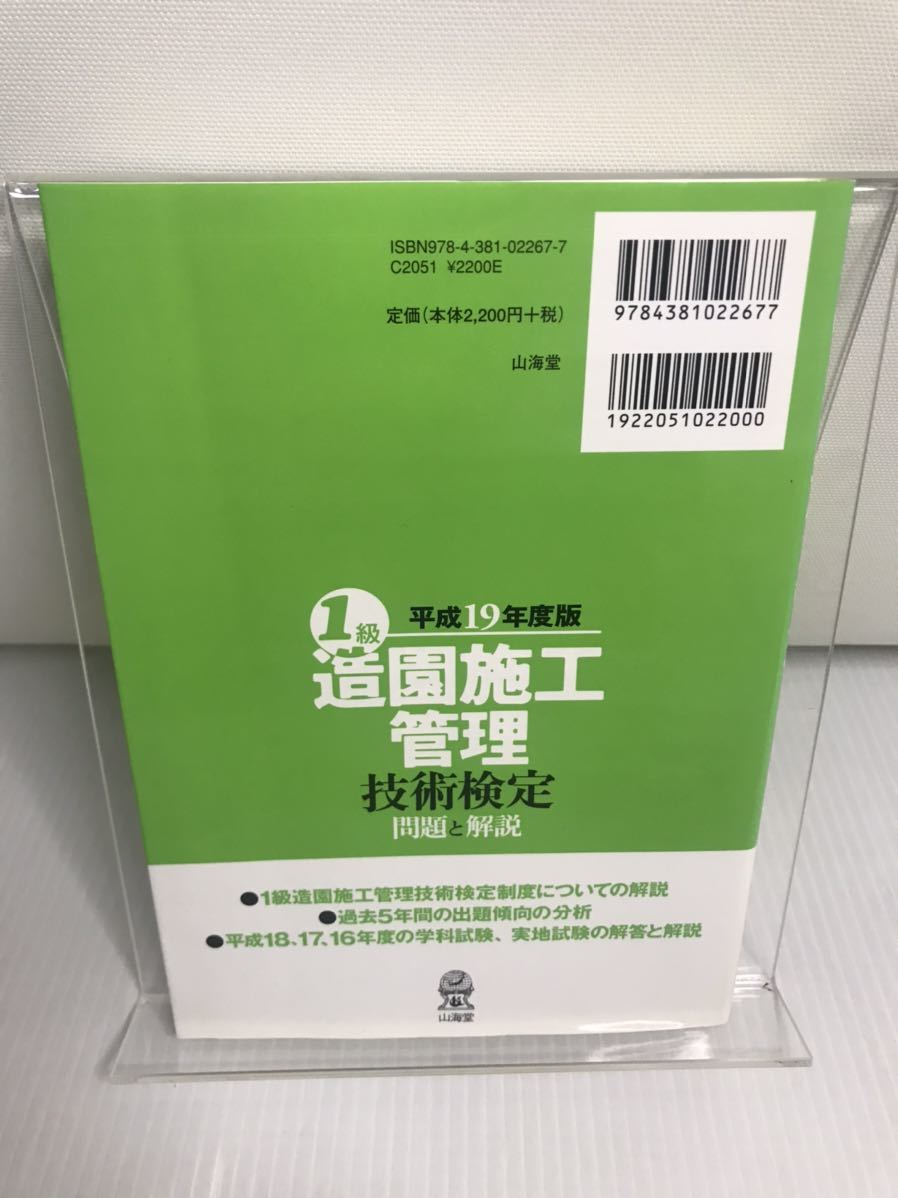 ISBN978-4-381-02267-7
C2051 ¥2200E
定価(本体2,200円+税)
山海堂
9784381022677
1922051022000
1級
平成19年度版
造園施工
管理
技術検定
問題と解説
●1級造園施工管理技術検定制度についての解説
●過去5年間の出題傾向の分析
●平成18、17、16年度の学科試験、実地試験の解答と解説
山海堂